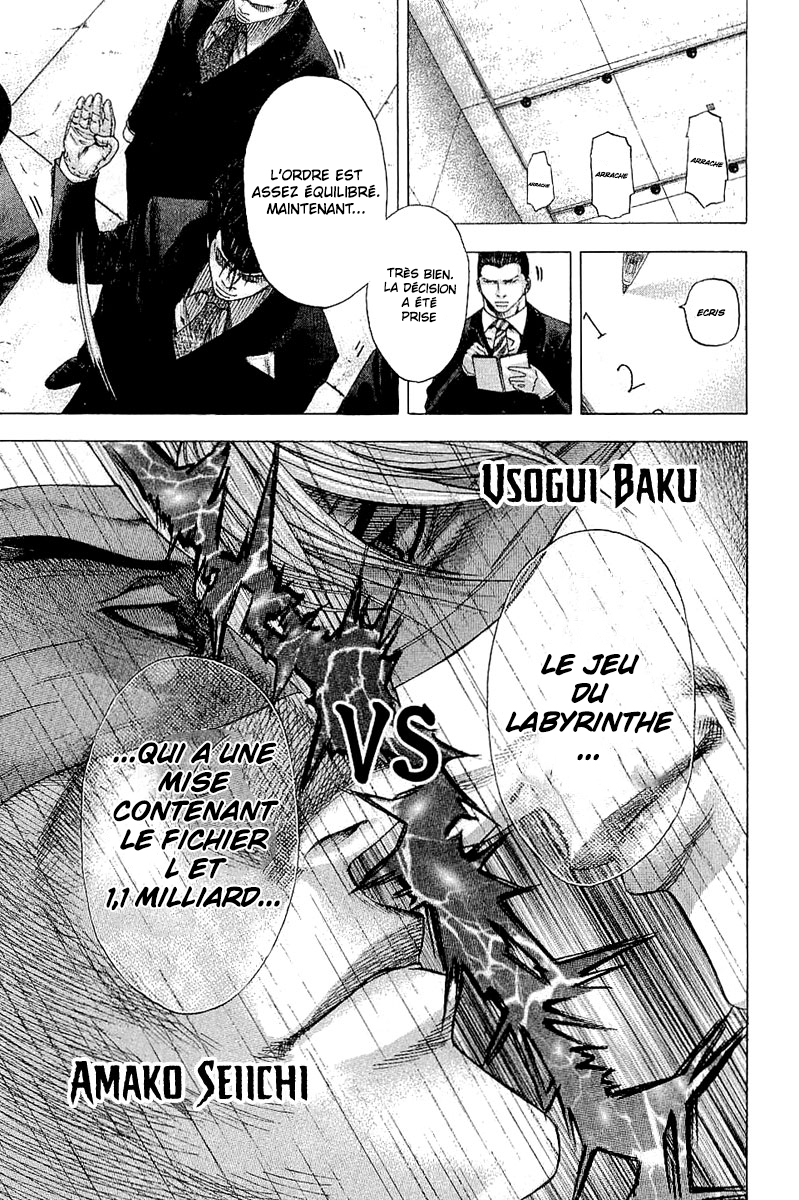 ARRACHE
ARRACHE
ARRACHE
ECRIS
1
2
TRÈS BIEN.
LA DÉCISION
A ÉTÉ
PRISE
L'ORDRE EST
ASSEZ ÉQUILIBRÉ.
MAINTENANT...
USOGUI BAKU
LE JEU
DU
LABYRINTHE
...
VS
...QUI A UNE
MISE
CONTENANT
LE FICHIER
L ET
1,1 MILLIARD...
AMAKO SEIICHI